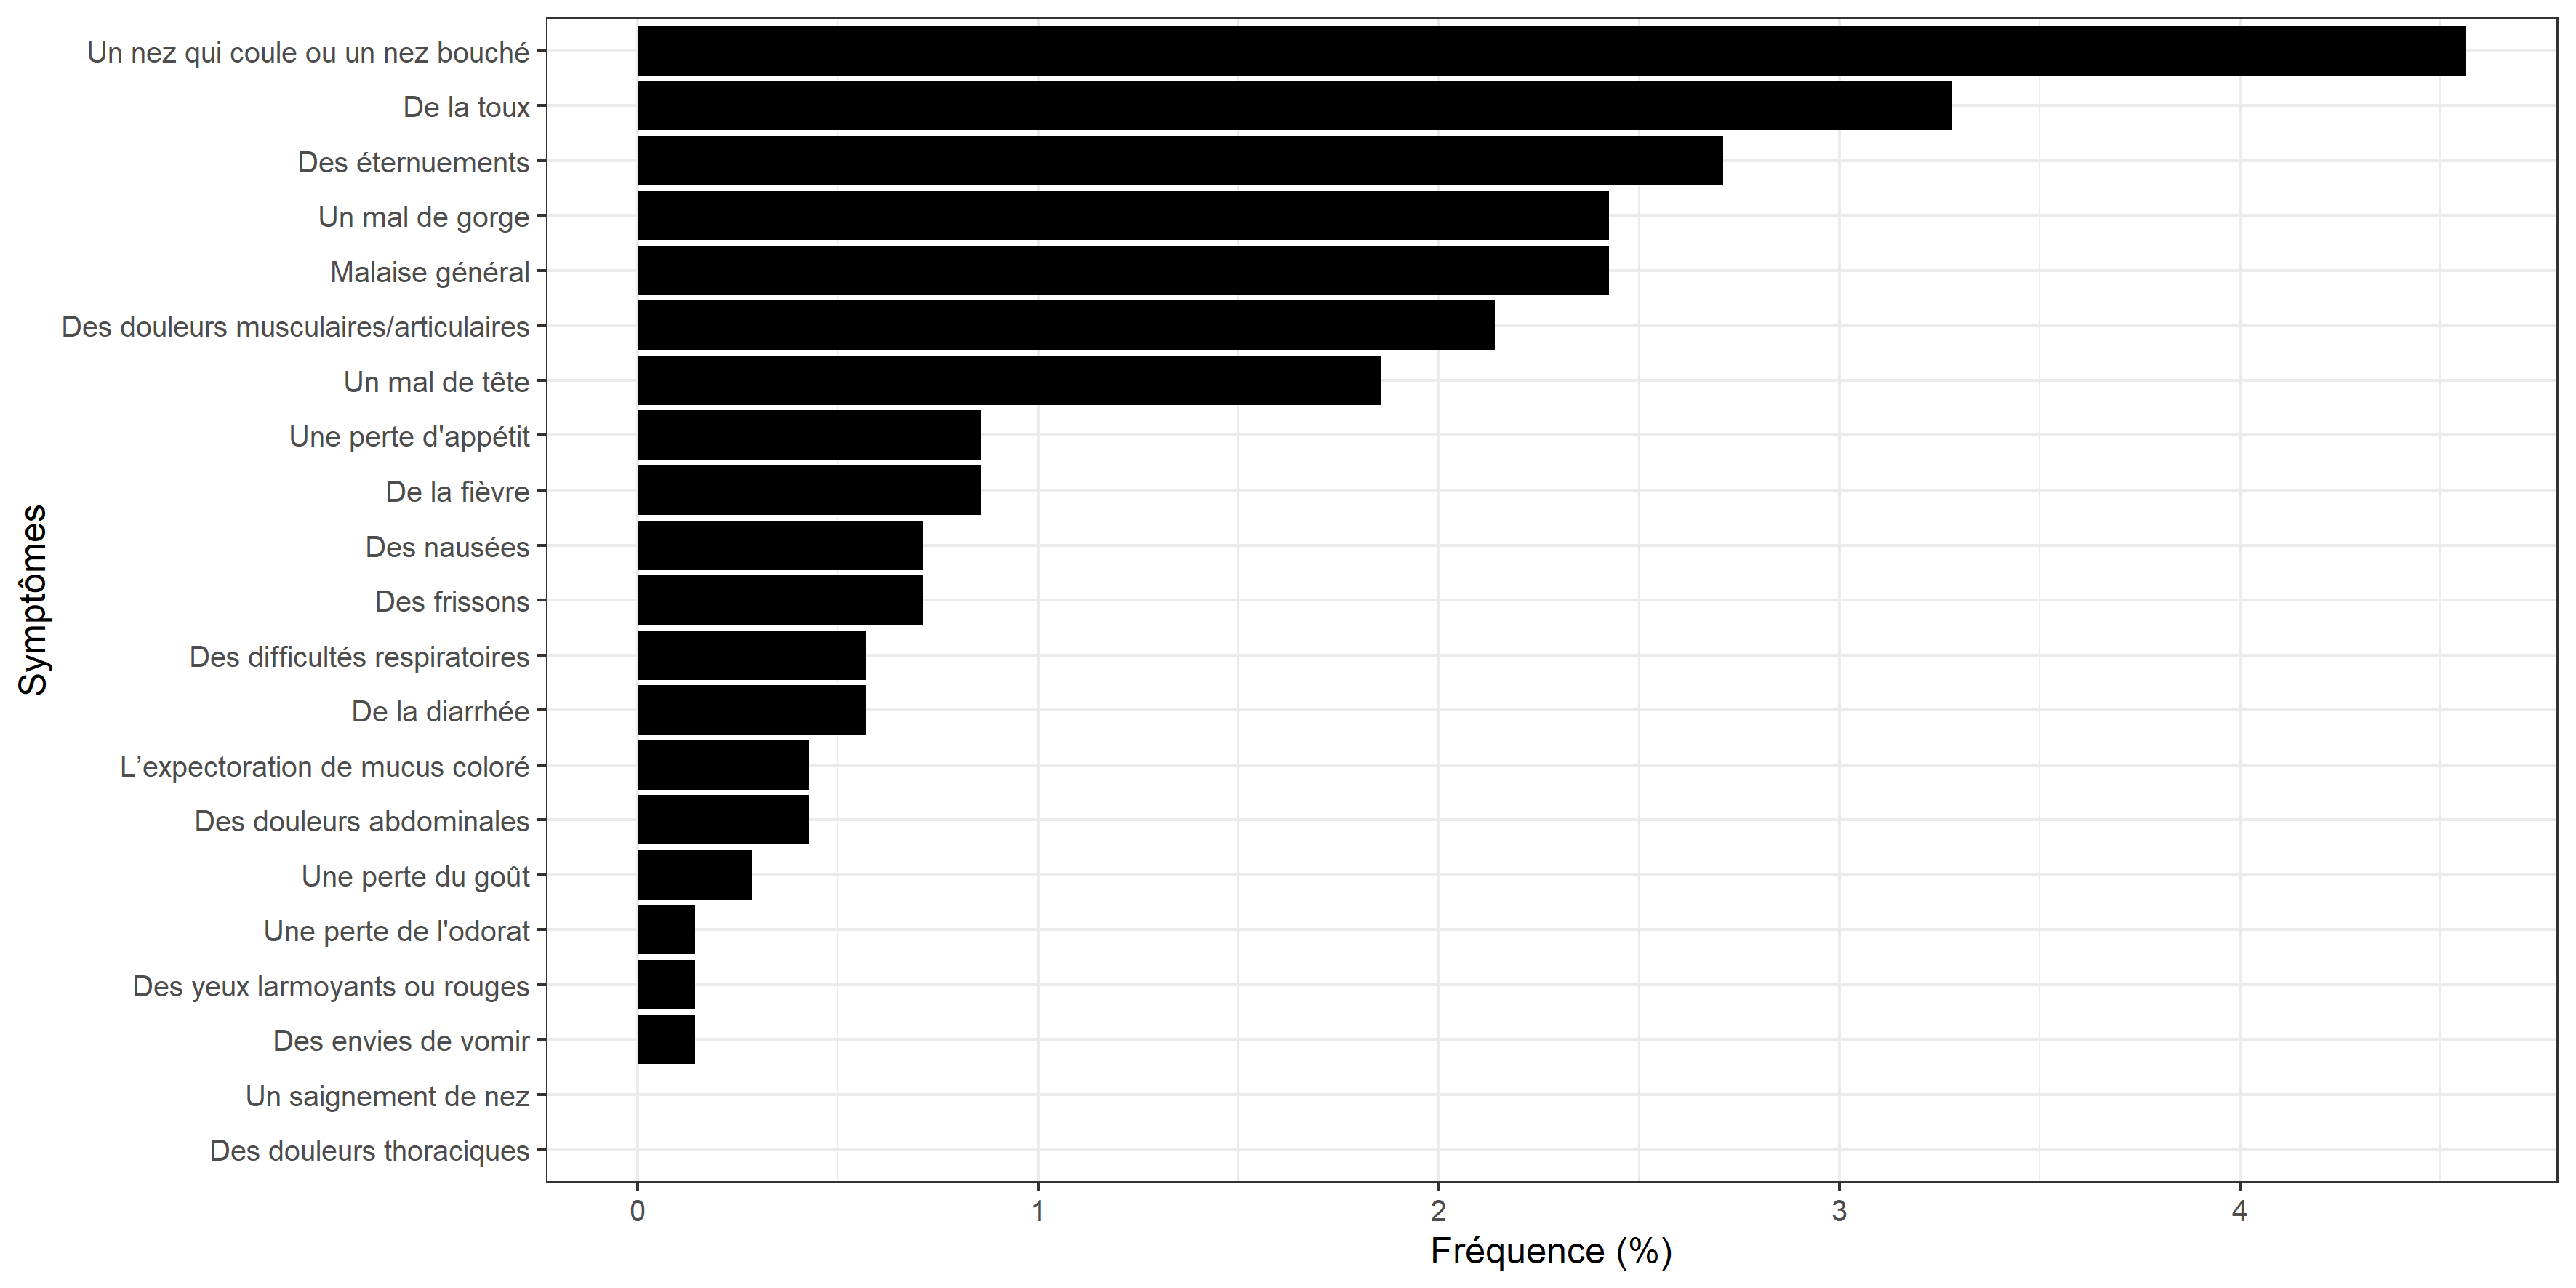 Un nez qui coule ou un nez bouché
De la toux
Des éternuements
Un mal de gorge
Malaise général
Des douleurs musculaires/articulaires
Un mal de tête
Une perte d'appétit
De la fièvre
Des nausées
Des frissons
Des difficultés respiratoires
De la diarrhée
L’expectoration de mucus coloré
Des douleurs abdominales
Une perte du goût
Une perte de l'odorat
Des yeux larmoyants ou rouges
Des envies de vomir
Un saignement de nez
Des douleurs thoraciques
Symptômes
0 1 2 3 4
Fréquence (%)